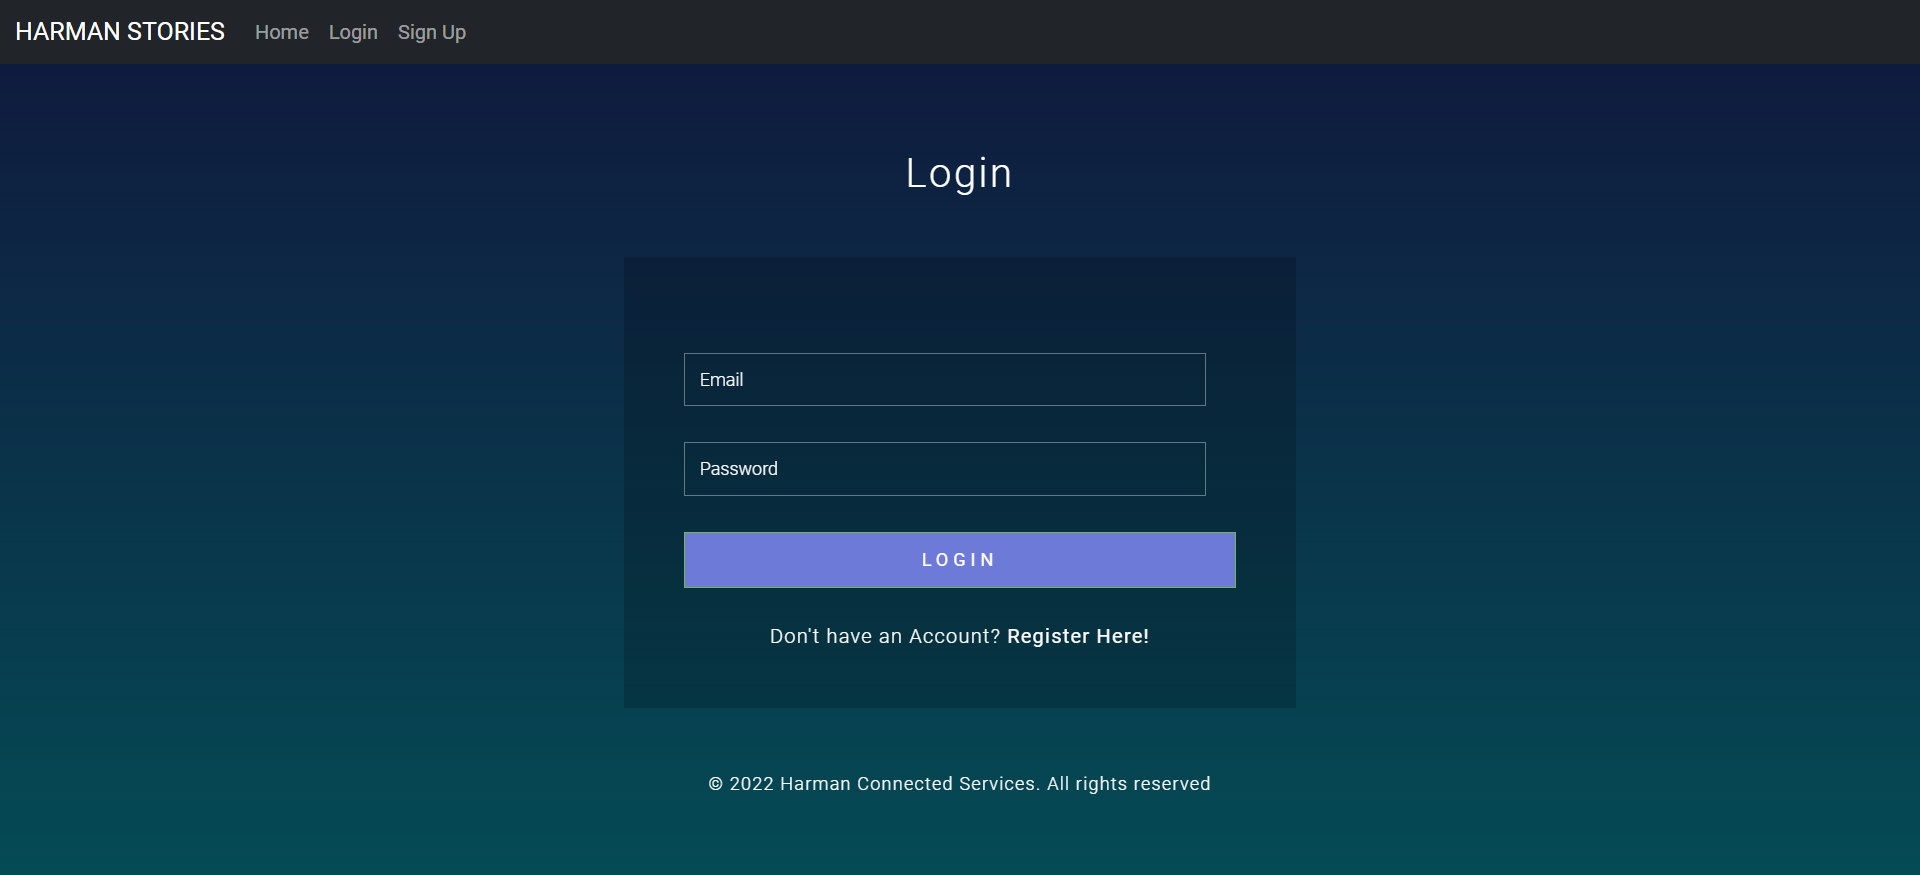 HARMAN STORIES Home Login Sign Up
Login
Email
Password
LOGIN
Don't have an Account? Register Here!
© 2022 Harman Connected Services. All rights reserved